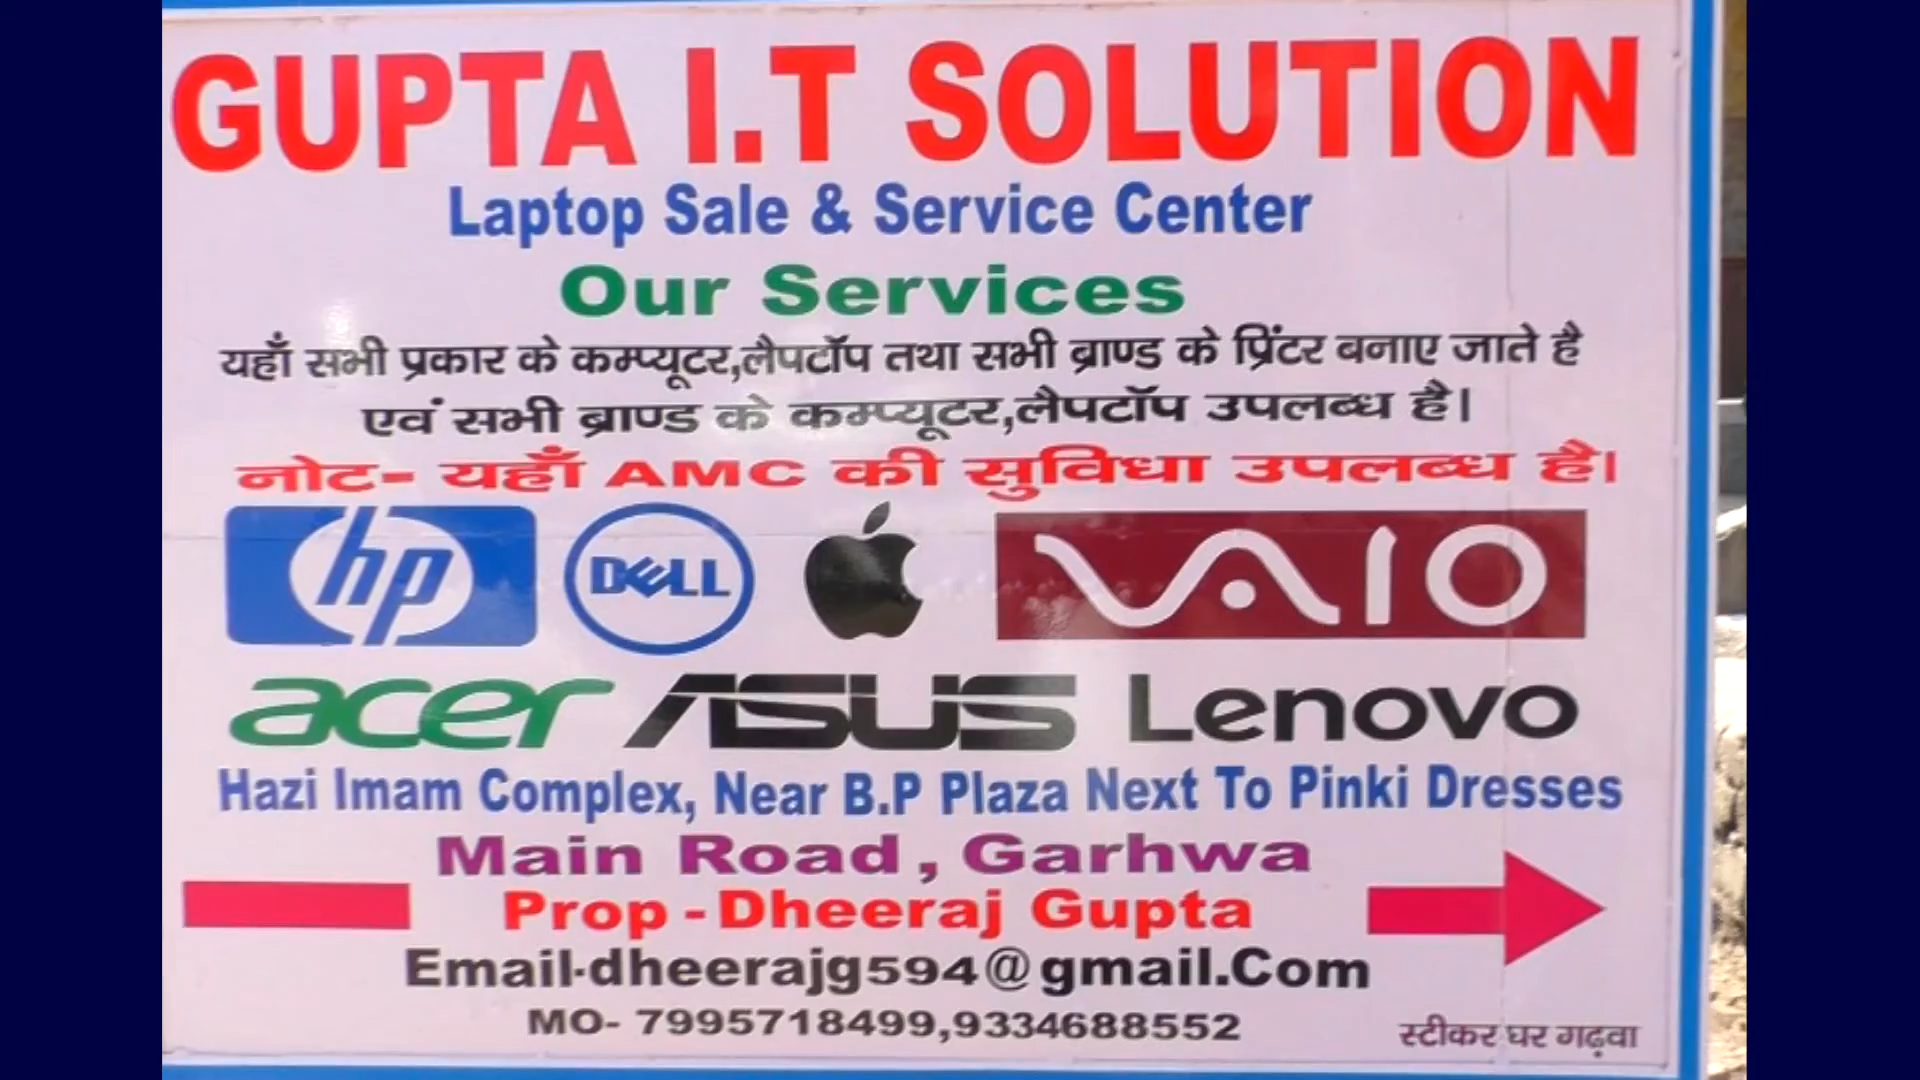 GUPTA I.T SOLUTION
Laptop Sale & Service Center
Our Services
यहाँ सभी प्रकार के कम्प्यूटर,लैपटॉप तथा सभी ब्राण्ड के प्रिंटर बनाए जाते है
एवं सभी ब्राण्ड के कम्प्यूटर,लैपटॉप उपलब्ध है।
नोट- यहाँ AMC की सुविधा उपलब्ध है।
hp DELL VAIO
acer ASUS Lenovo
Hazi Imam Complex, Near B.P Plaza Next To Pinki Dresses
Main Road, Garhwa
Prop - Dheeraj Gupta
Email-dheerajg594@gmail.Com
MO- 7995718499,9334688552
स्टीकर घर गढ़वा